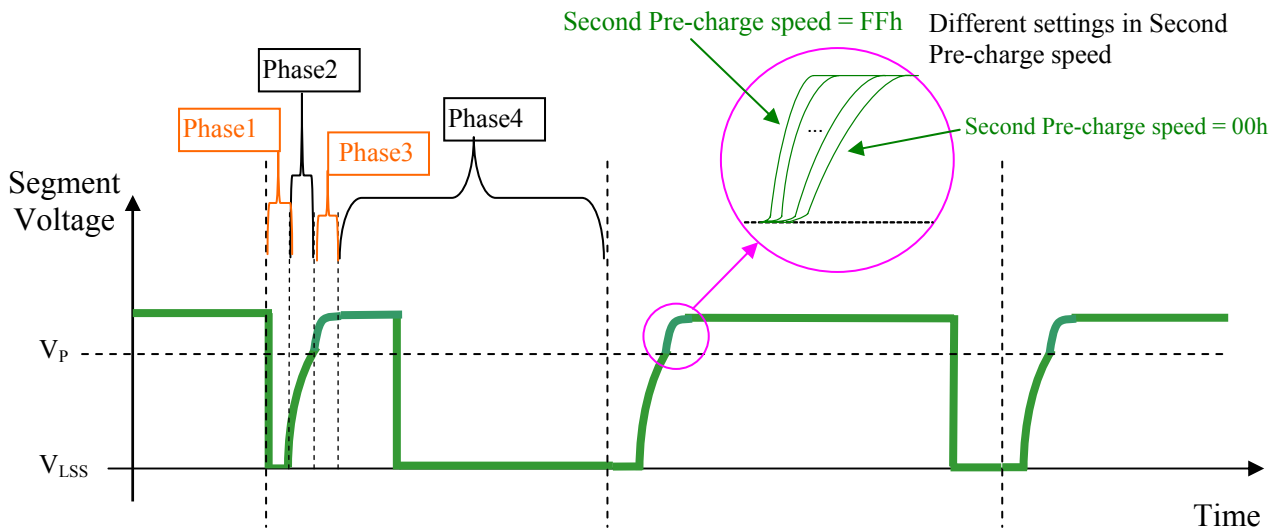 Second Pre-charge speed = FFh
Different settings in Second
Pre-charge speed
Phase2
Phase1
Phase3
Phase4
...
Second Pre-charge speed = 00h
Segment
Voltage
VP
VLSS
Time